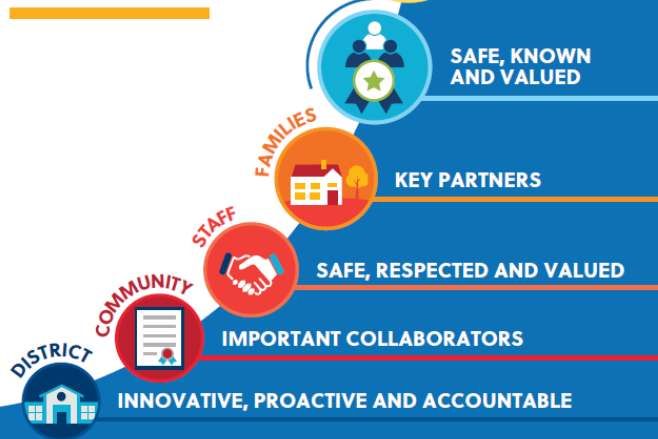 SAFE, KNOWN
AND VALUED
FAMILIES
KEY PARTNERS
STAFF
SAFE, RESPECTED AND VALUED
COMMUNITY
IMPORTANT COLLABORATORS
DISTRICT
INNOVATIVE, PROACTIVE AND ACCOUNTABLE